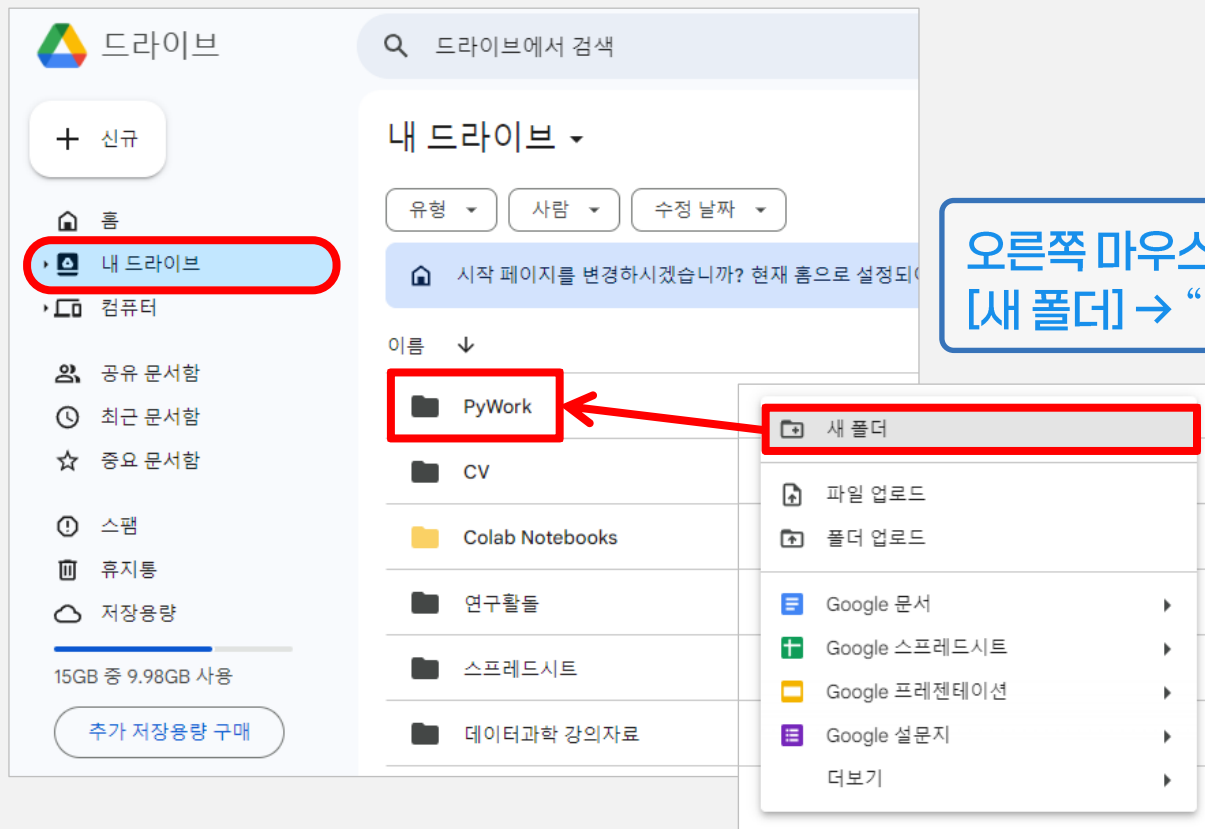 드라이브
드라이브에서 검색
신규
내 드라이브
유형
사람
수정 날짜
홈
내 드라이브
컴퓨터
시작 페이지를 변경하시겠습니까? 현재 홈으로 설정되어
오른쪽 마우스
[새 폴더] → “
이름
공유 문서함
최근 문서함
중요 문서함
스팸
휴지통
저장용량
15GB 중 9.98GB 사용
추가 저장용량 구매
PyWork
CV
Colab Notebooks
연구활돌
스프레드시트
데이터과학 강의자료
새 폴더
파일 업로드
폴더 업로드
Google 문서
Google 스프레드시트
Google 프레젠테이션
Google 설문지
더보기